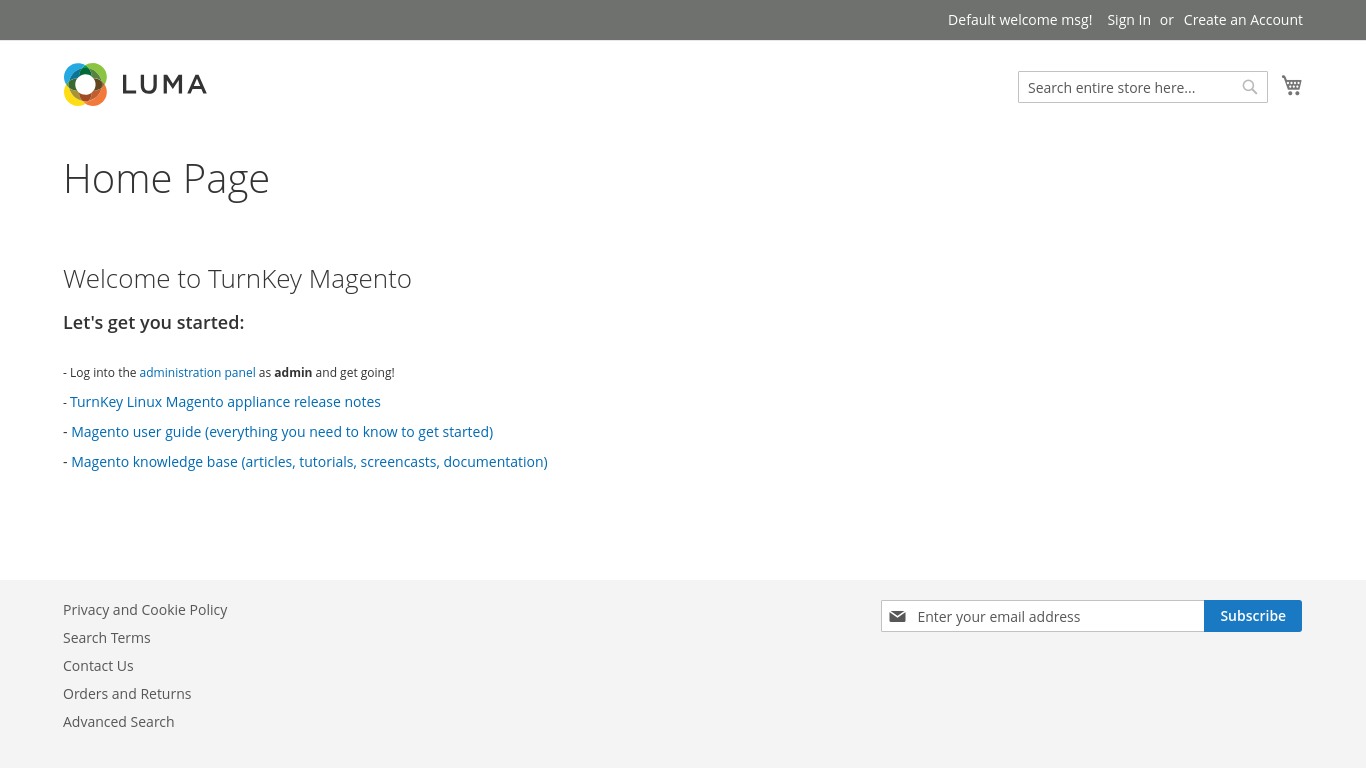 Default welcome msg! Sign In or Create an Account
LUMA
Search entire store here...
Home Page
Welcome to TurnKey Magento
Let's get you started:
- Log into the administration panel as admin and get going!
- TurnKey Linux Magento appliance release notes
- Magento user guide (everything you need to know to get started)
- Magento knowledge base (articles, tutorials, screencasts, documentation)
Privacy and Cookie Policy
Search Terms
Contact Us
Orders and Returns
Advanced Search
Enter your email address
Subscribe